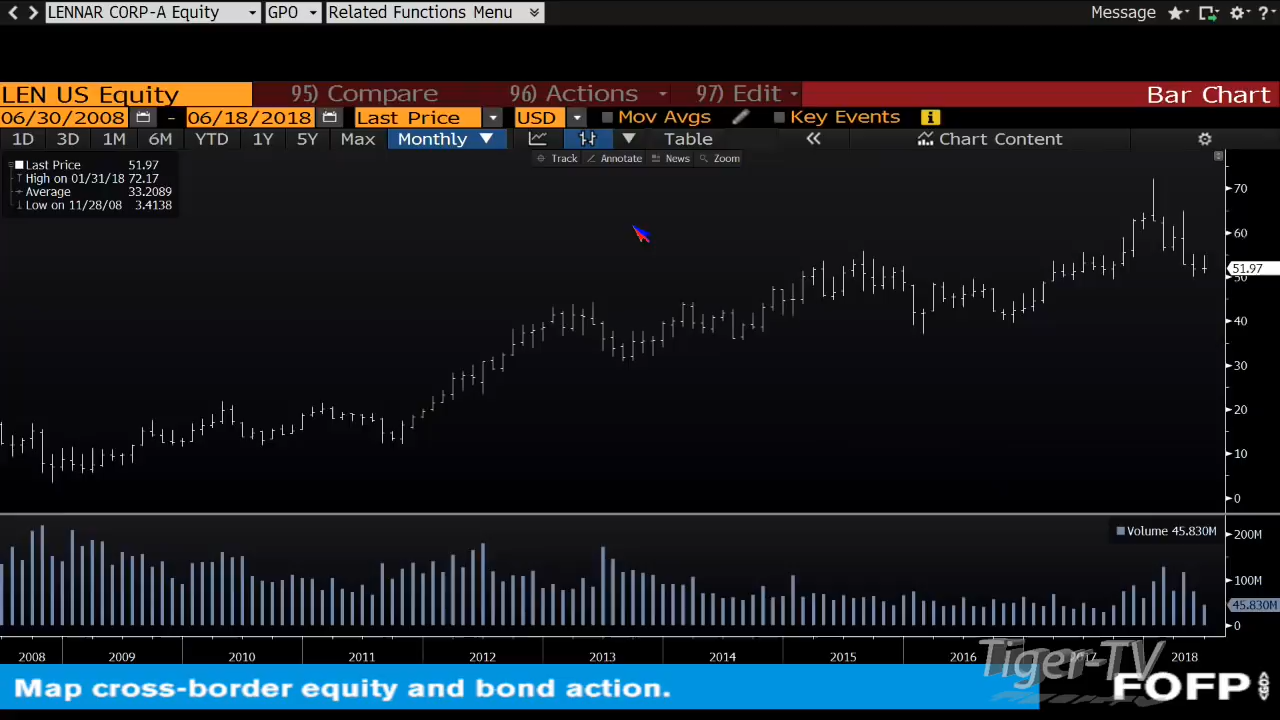 LENNAR CORP-A Equity GPO Related Functions Menu Message ?
LEN US Equity 95) Compare 96) Actions 97) Edit Bar Chart
06/30/2008 - 06/18/2018 Last Price USD Mov Avgs Key Events
1D 3D 1M 6M YTD 1Y 5Y Max Monthly Table Chart Content
Track Annotate News Zoom
Last Price 51.97
High on 01/31/18 72.17
Average 33.2089
Low on 11/28/08 3.4138
70
60
51.97
50
40
30
20
10
0
Volume 45.830M
200M
100M
45.830M
0
2008 2009 2010 2011 2012 2013 2014 2015 2016 2017 2018
Tiger-TV
Map cross-border equity and bond action.
FOFP